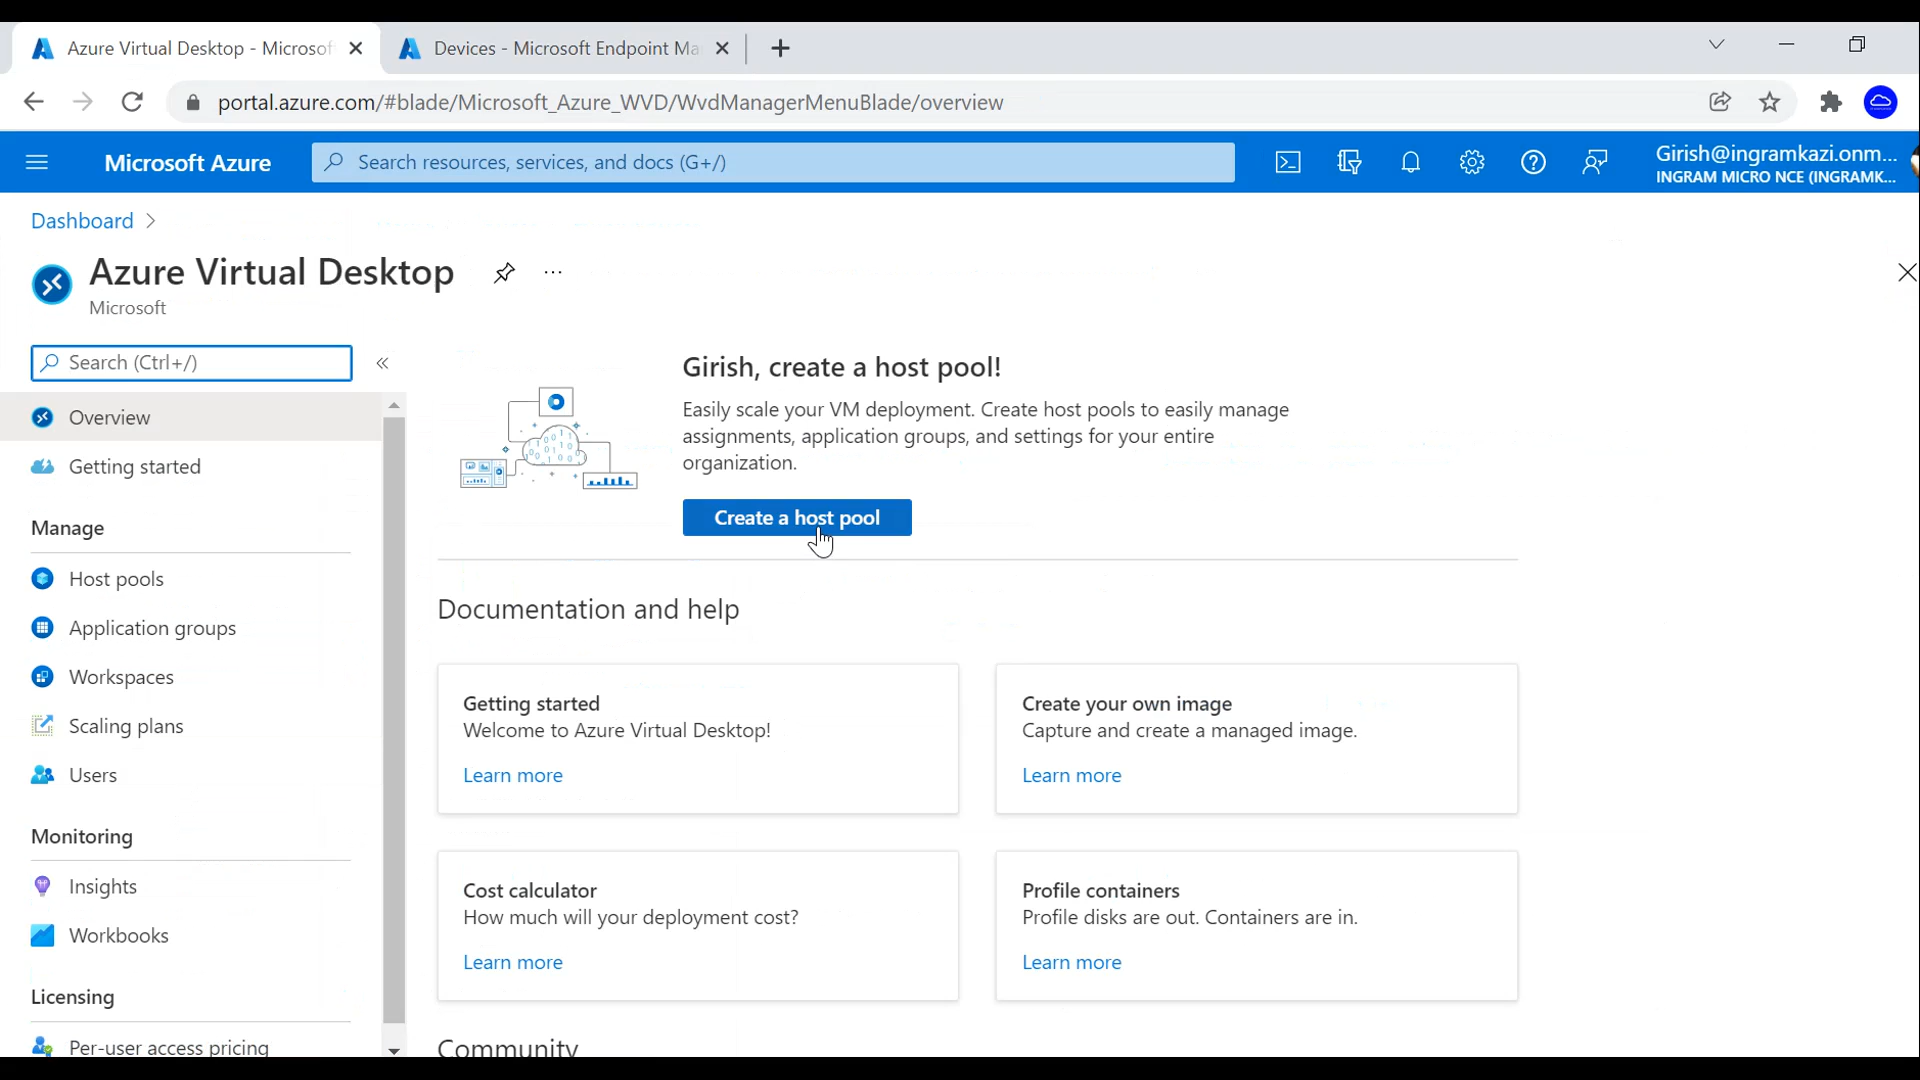 Azure Virtual Desktop - Microsof
Devices - Microsoft Endpoint Ma
portal.azure.com/#blade/Microsoft_Azure_WVD/WvdManagerMenuBlade/overview
Microsoft Azure
Search resources, services, and docs (G+/)
Girish@ingramkazi.onm...
INGRAM MICRO NCE (INGRAMK...
Dashboard
Azure Virtual Desktop
Microsoft
Search (Ctrl+/)
Overview
Getting started
Manage
Host pools
Application groups
Workspaces
Scaling plans
Users
Monitoring
Insights
Workbooks
Licensing
Per-user access pricing
Girish, create a host pool!
Easily scale your VM deployment. Create host pools to easily manage
assignments, application groups, and settings for your entire
organization.
Create a host pool
Documentation and help
Getting started
Welcome to Azure Virtual Desktop!
Learn more
Create your own image
Capture and create a managed image.
Learn more
Cost calculator
How much will your deployment cost?
Learn more
Profile containers
Profile disks are out. Containers are in.
Learn more
Community